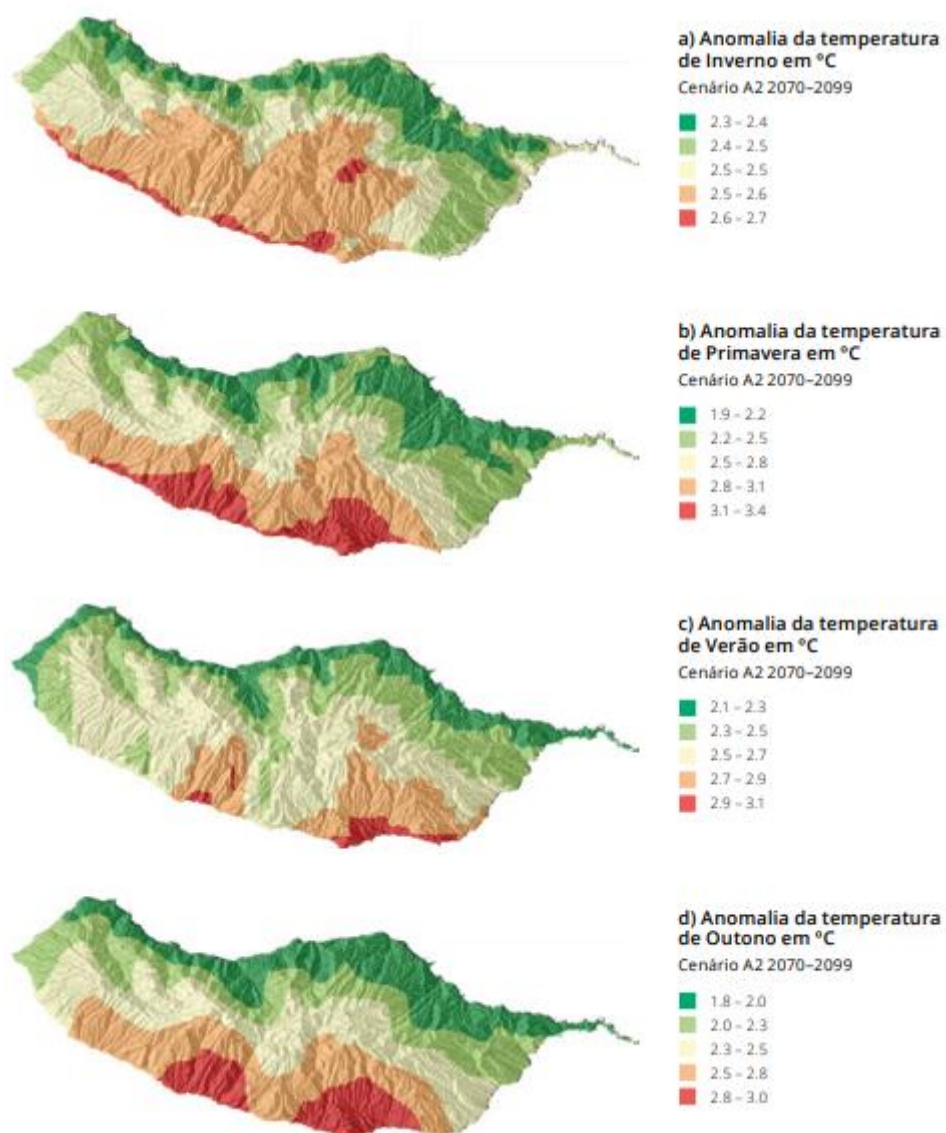 a) Anomalia da temperatura
de Inverno em ºC
Cenário A2 2070–2099
2.3 – 2.4
2.4 – 2.5
2.5 – 2.5
2.5 – 2.6
2.6 – 2.7
b) Anomalia da temperatura
de Primavera em ºC
Cenário A2 2070–2099
1.9 – 2.2
2.2 – 2.5
2.5 – 2.8
2.8 – 3.1
3.1 – 3.4
c) Anomalia da temperatura
de Verão em ºC
Cenário A2 2070–2099
2.1 – 2.3
2.3 – 2.5
2.5 – 2.7
2.7 – 2.9
2.9 – 3.1
d) Anomalia da temperatura
de Outono em ºC
Cenário A2 2070–2099
1.8 – 2.0
2.0 – 2.3
2.3 – 2.5
2.5 – 2.8
2.8 – 3.0